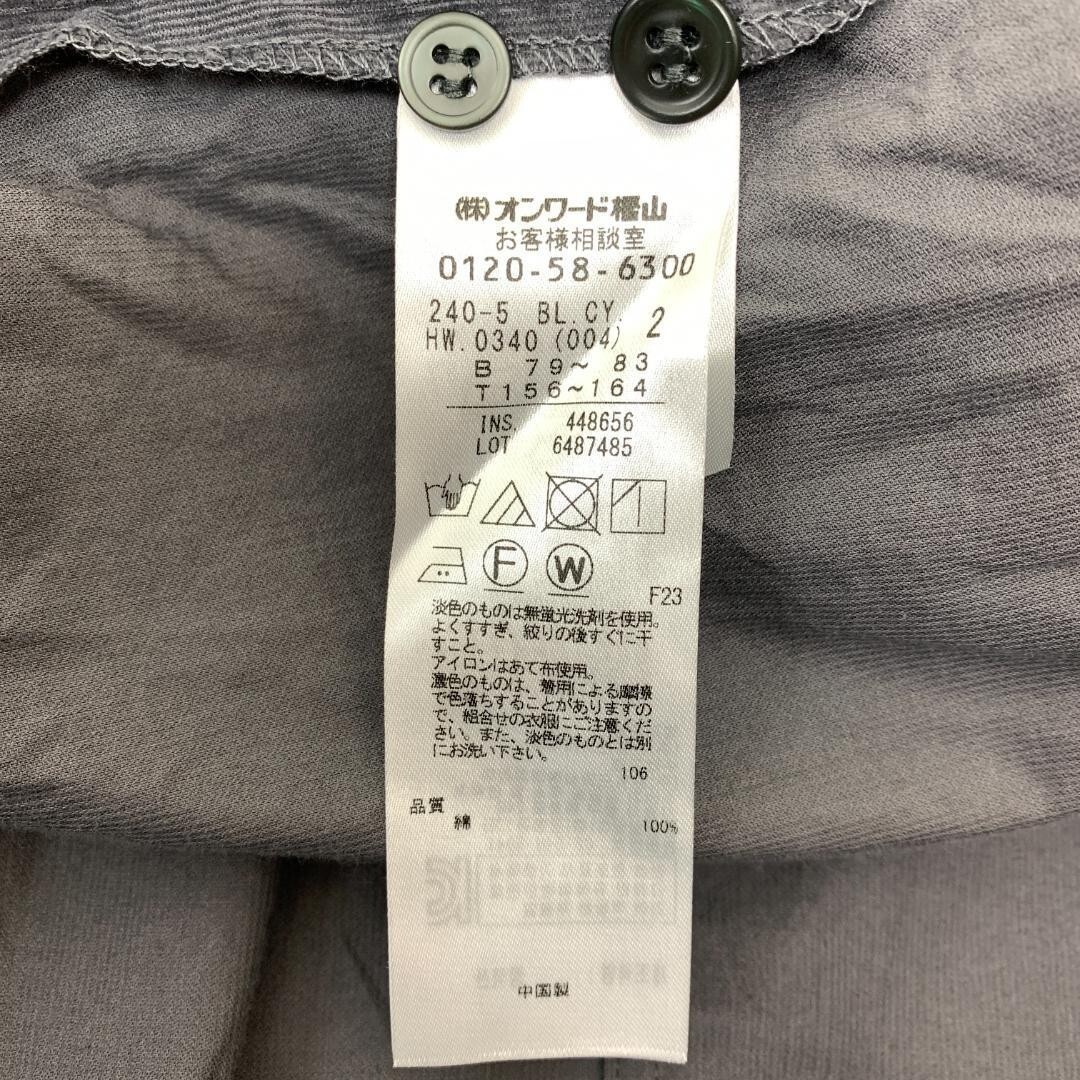 ㈱オンワード樫山
お客様相談室
0120-58-6300
240-5 BL.CY. 2
HW.0340 (004)
B 79～ 83
T156～164
INS. 448656
LOT 6487485
F
W
F23
淡色のものは無蛍光洗剤を使用。
よくすすぎ、絞りの後すぐに干
すこと。
アイロンはあて布使用。
濃色のものは、着用による摩擦
で色落ちすることがありますの
で、組合せの衣服にご注意くだ
さい。また、淡色のものとは別
にお洗い下さい。
106
品質
綿 100%
中国製